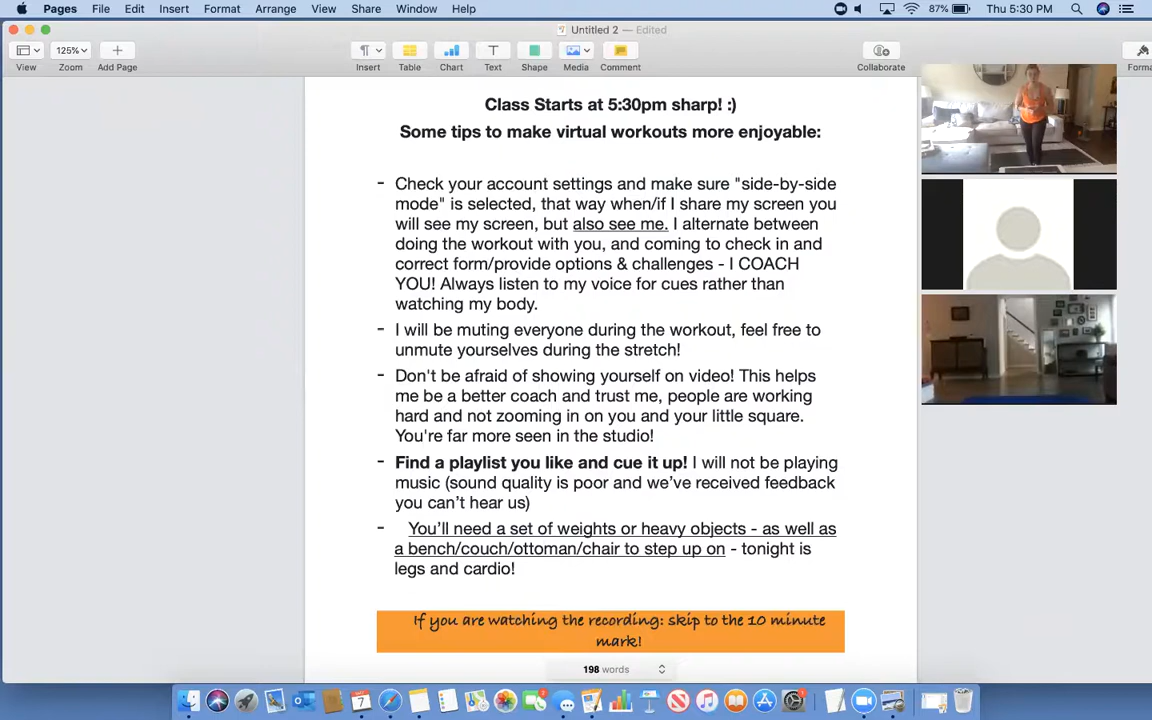 Pages File Edit Insert Format Arrange View Share Window Help 87% Thu 5:30 PM
Untitled 2 — Edited
125%
View Zoom Add Page Insert Table Chart Text Shape Media Comment Collaborate Forma
Class Starts at 5:30pm sharp! :)
Some tips to make virtual workouts more enjoyable:
- Check your account settings and make sure "side-by-side
mode" is selected, that way when/if I share my screen you
will see my screen, but also see me. I alternate between
doing the workout with you, and coming to check in and
correct form/provide options & challenges - I COACH
YOU! Always listen to my voice for cues rather than
watching my body.
- I will be muting everyone during the workout, feel free to
unmute yourselves during the stretch!
- Don't be afraid of showing yourself on video! This helps
me be a better coach and trust me, people are working
hard and not zooming in on you and your little square.
You're far more seen in the studio!
- Find a playlist you like and cue it up! I will not be playing
music (sound quality is poor and we’ve received feedback
you can’t hear us)
- You’ll need a set of weights or heavy objects - as well as
a bench/couch/ottoman/chair to step up on - tonight is
legs and cardio!
If you are watching the recording: skip to the 10 minute
mark!
198 words
7